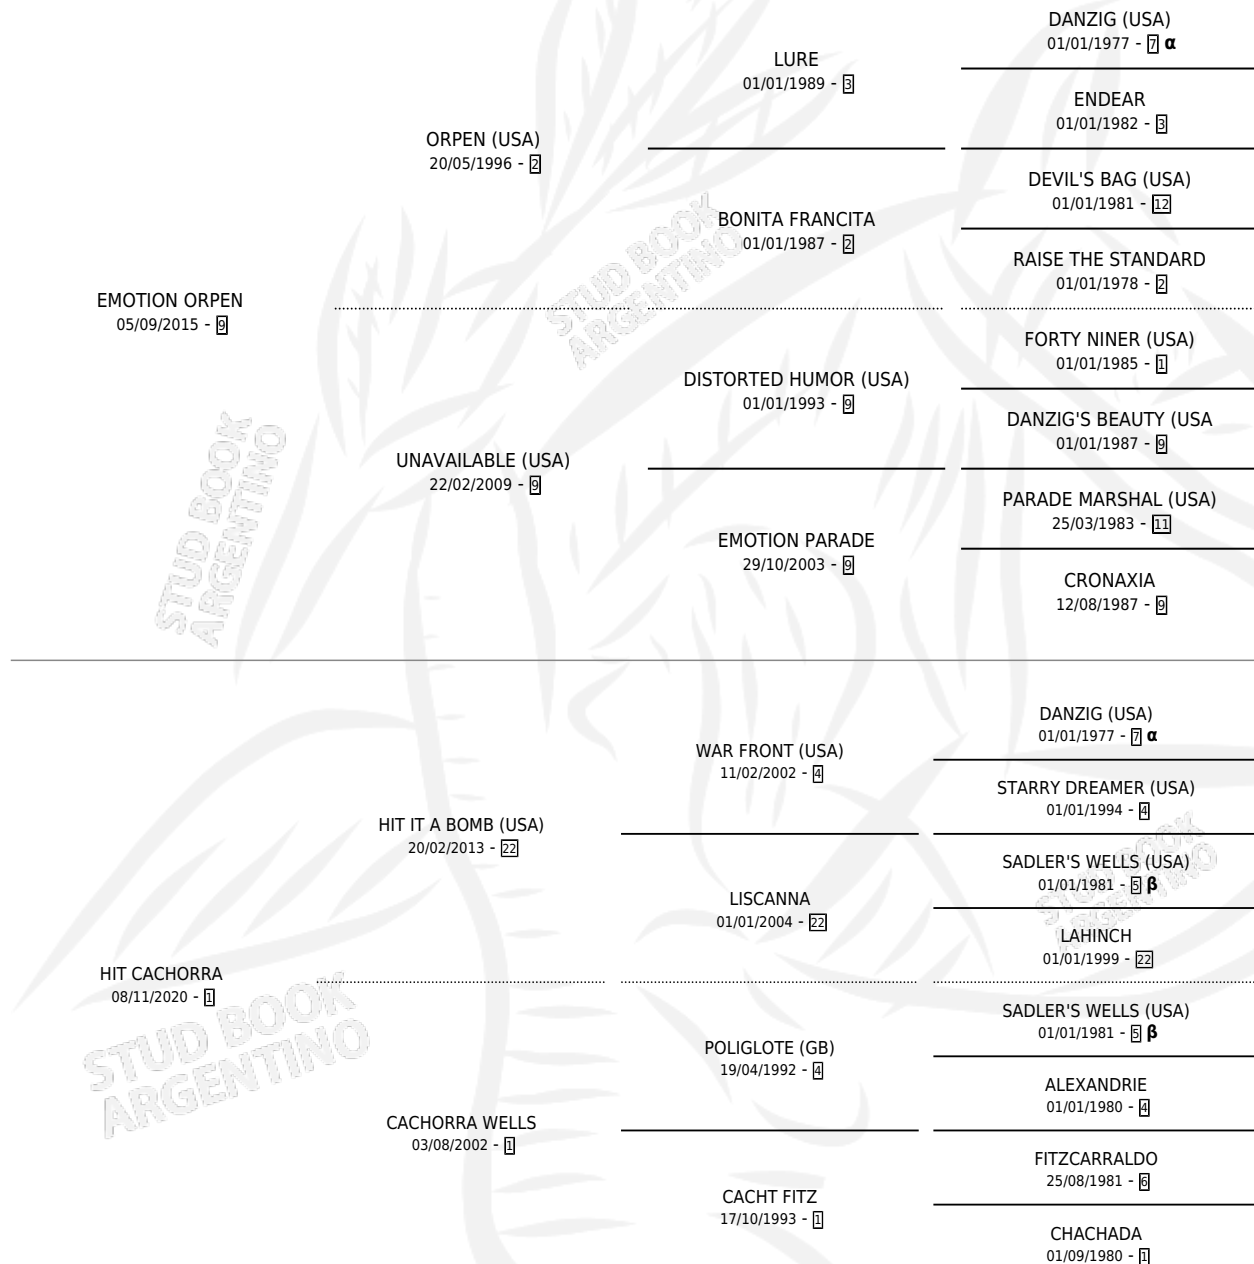 DANZIG (USA)
01/01/1977 - 7 α
LURE
01/01/1989 - 3
ENDEAR
01/01/1982 - 3
ORPEN (USA)
20/05/1996 - 2
DEVIL'S BAG (USA)
01/01/1981 - 12
BONITA FRANCITA
01/01/1987 - 2
RAISE THE STANDARD
01/01/1978 - 2
EMOTION ORPEN
05/09/2015 - 9
FORTY NINER (USA)
01/01/1985 - 1
DISTORTED HUMOR (USA)
01/01/1993 - 9
DANZIG'S BEAUTY (USA
01/01/1987 - 9
UNAVAILABLE (USA)
22/02/2009 - 9
PARADE MARSHAL (USA)
25/03/1983 - 11
EMOTION PARADE
29/10/2003 - 9
CRONAXIA
12/08/1987 - 9
STUD BOOK
ARGENTINO
STUD BOOK
ARGENTINO
DANZIG (USA)
01/01/1977 - 7 α
WAR FRONT (USA)
11/02/2002 - 4
STARRY DREAMER (USA)
01/01/1994 - 4
HIT IT A BOMB (USA)
20/02/2013 - 22
SADLER'S WELLS (USA)
01/01/1981 - 5 β
LISCANNA
01/01/2004 - 22
LAHINCH
01/01/1999 - 22
HIT CACHORRA
08/11/2020 - 1
SADLER'S WELLS (USA)
01/01/1981 - 5 β
POLIGLOTE (GB)
19/04/1992 - 4
ALEXANDRIE
01/01/1980 - 4
CACHORRA WELLS
03/08/2002 - 1
FITZCARRALDO
25/08/1981 - 6
CACHT FITZ
17/10/1993 - 1
CHACHADA
01/09/1980 - 1
STUD BOOK
ARGENTINO
STUD BOOK
ARGENTINO